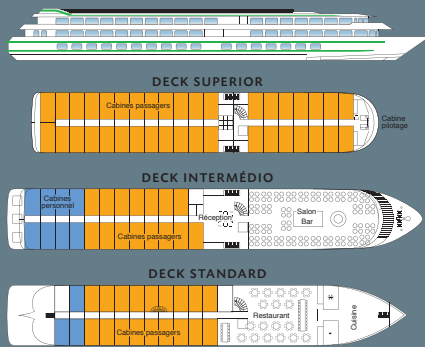 DECK SUPERIOR
Cabines passagers
Cabine
pilotage
DECK INTERMÉDIO
Cabines
personnel
Réception
Salon
Bar
Cabines passagers
DECK STANDARD
Restaurant
Cuisine
Cabines passagers